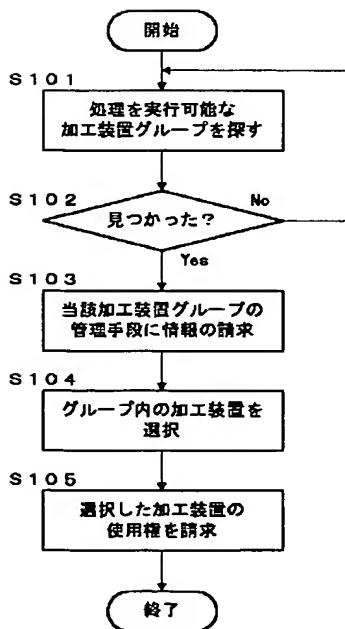 開始
S101
処理を実行可能な
加工装置グループを探す
S102
見つかった?
No
Yes
S103
当該加工装置グループの
管理手段に情報の請求
S104
グループ内の加工装置を
選択
S105
選択した加工装置の
使用権を請求
終了